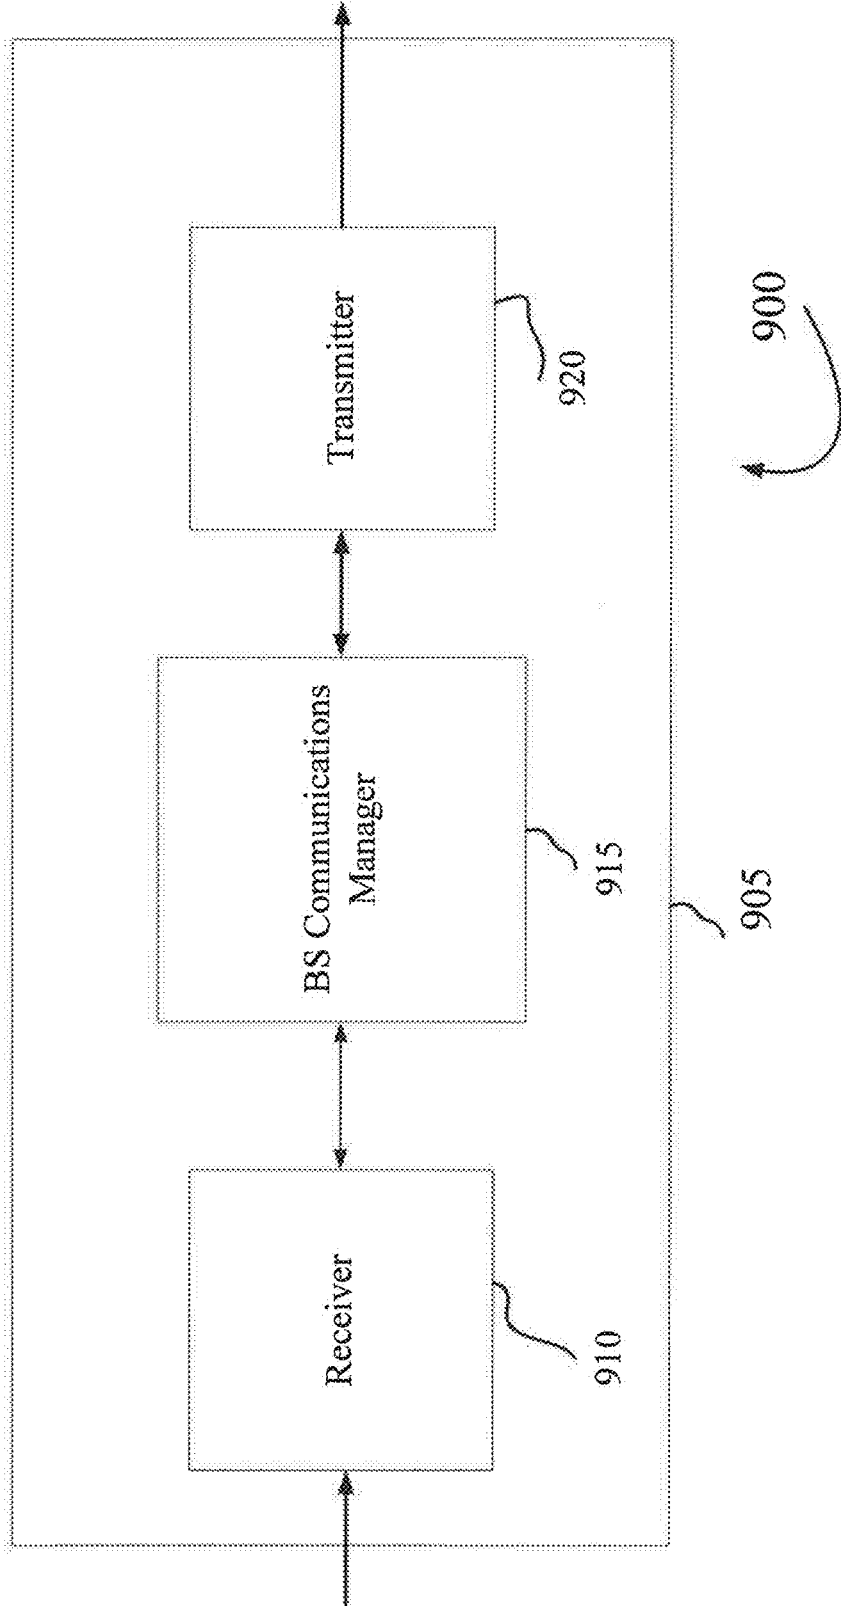 Receiver
910
BS Communications
Manager
915
Transmitter
920
905
900